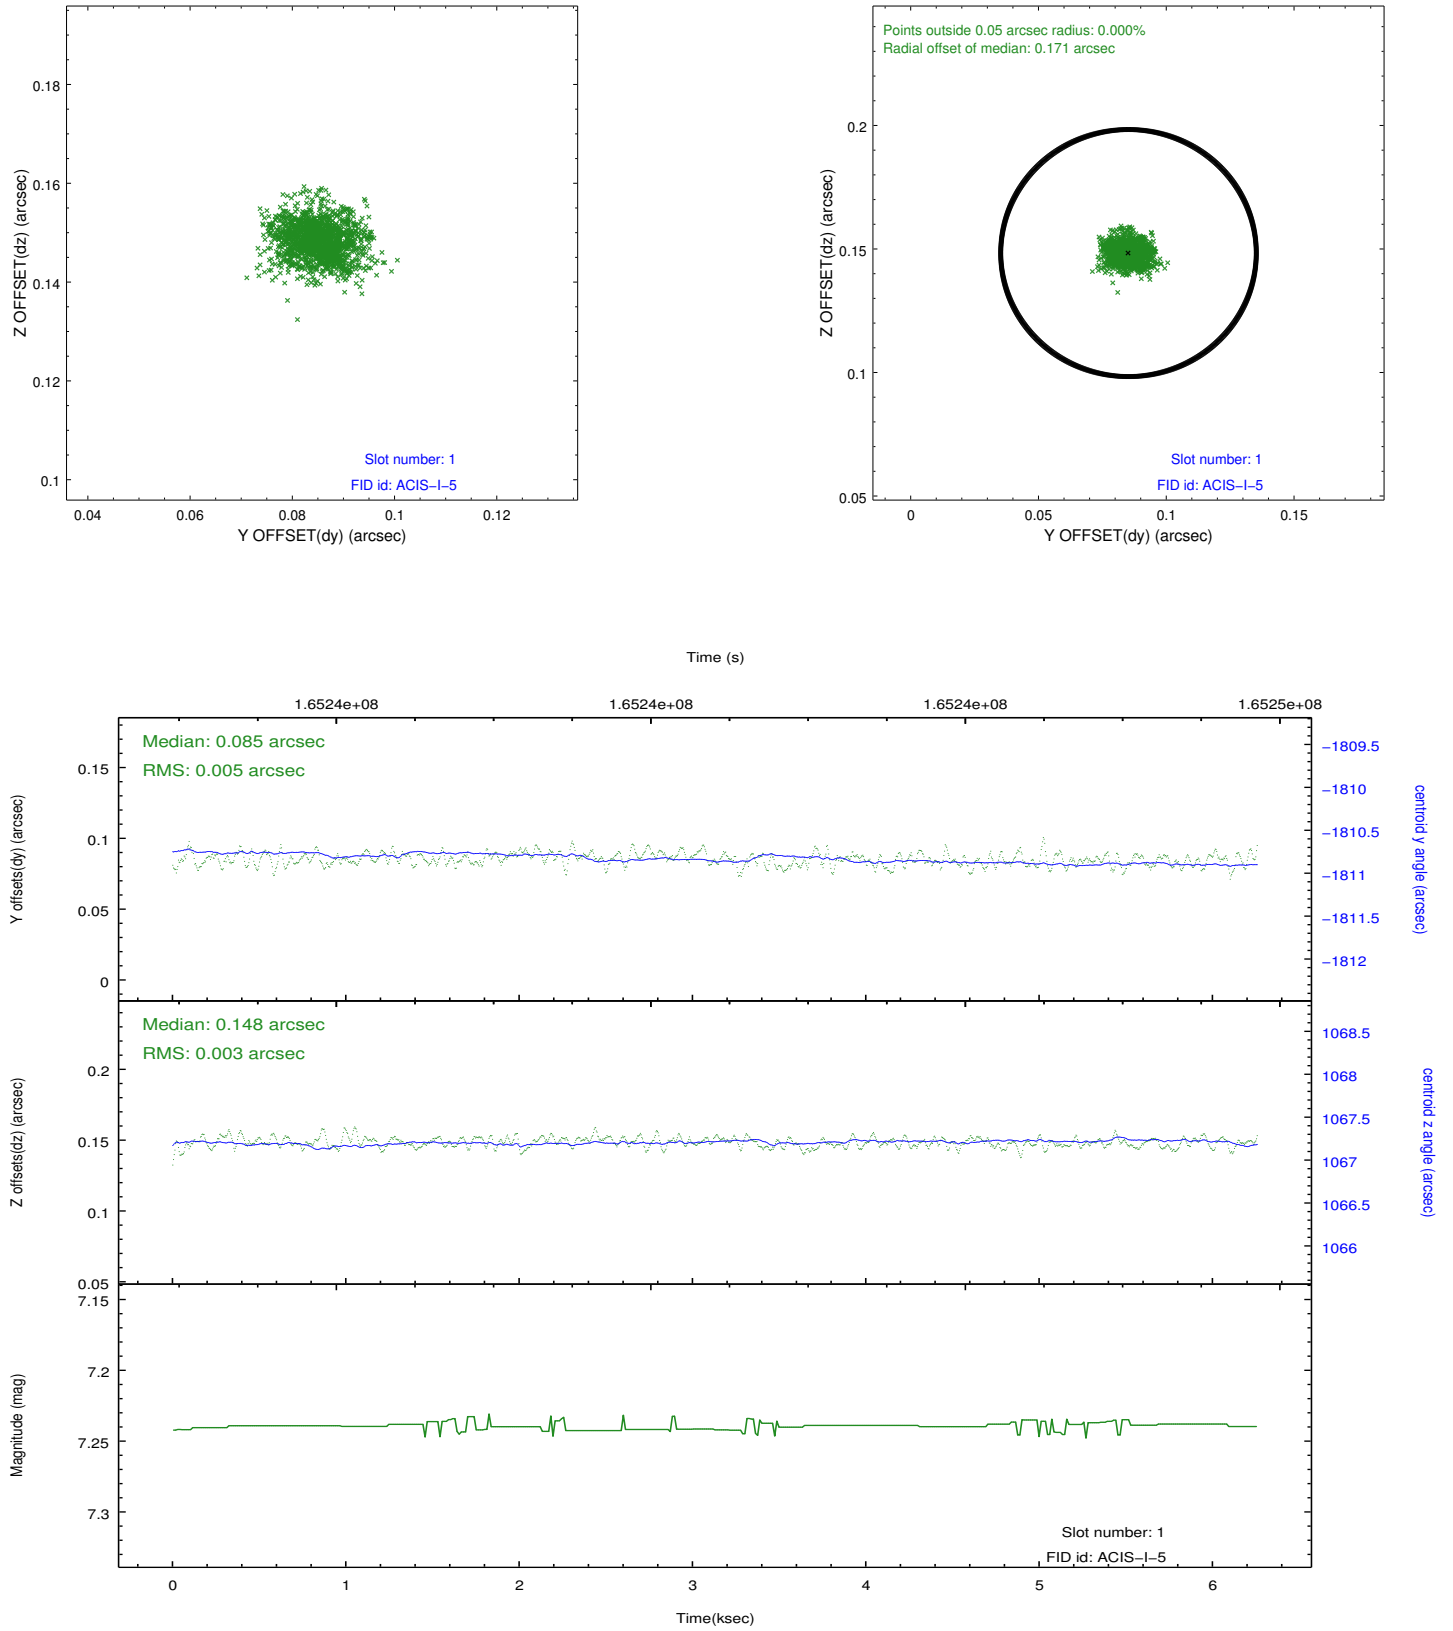 0.18
0.16
0.14
0.12
0.1
0.04
0.06
0.08
0.1
0.12
Z OFFSET(dz) (arcsec)
Y OFFSET(dy) (arcsec)
Slot number: 1
FID id: ACIS−I−5
Points outside 0.05 arcsec radius: 0.000%
Radial offset of median: 0.171 arcsec
0.2
0.15
0.1
0.05
0
0.05
0.1
0.15
Z OFFSET(dz) (arcsec)
Y OFFSET(dy) (arcsec)
Slot number: 1
FID id: ACIS−I−5
Time (s)
1.6524e+08
1.6524e+08
1.6524e+08
1.6525e+08
Median: 0.085 arcsec
RMS: 0.005 arcsec
0.15
0.1
0.05
0
Y offsets(dy) (arcsec)
−1809.5
−1810
−1810.5
−1811
−1811.5
−1812
centroid y angle (arcsec)
Median: 0.148 arcsec
RMS: 0.003 arcsec
0.2
0.15
0.1
0.05
Z offsets(dz) (arcsec)
1068.5
1068
1067.5
1067
1066.5
1066
centroid z angle (arcsec)
7.15
7.2
7.25
7.3
Magnitude (mag)
Slot number: 1
FID id: ACIS−I−5
0
1
2
3
4
5
6
Time(ksec)